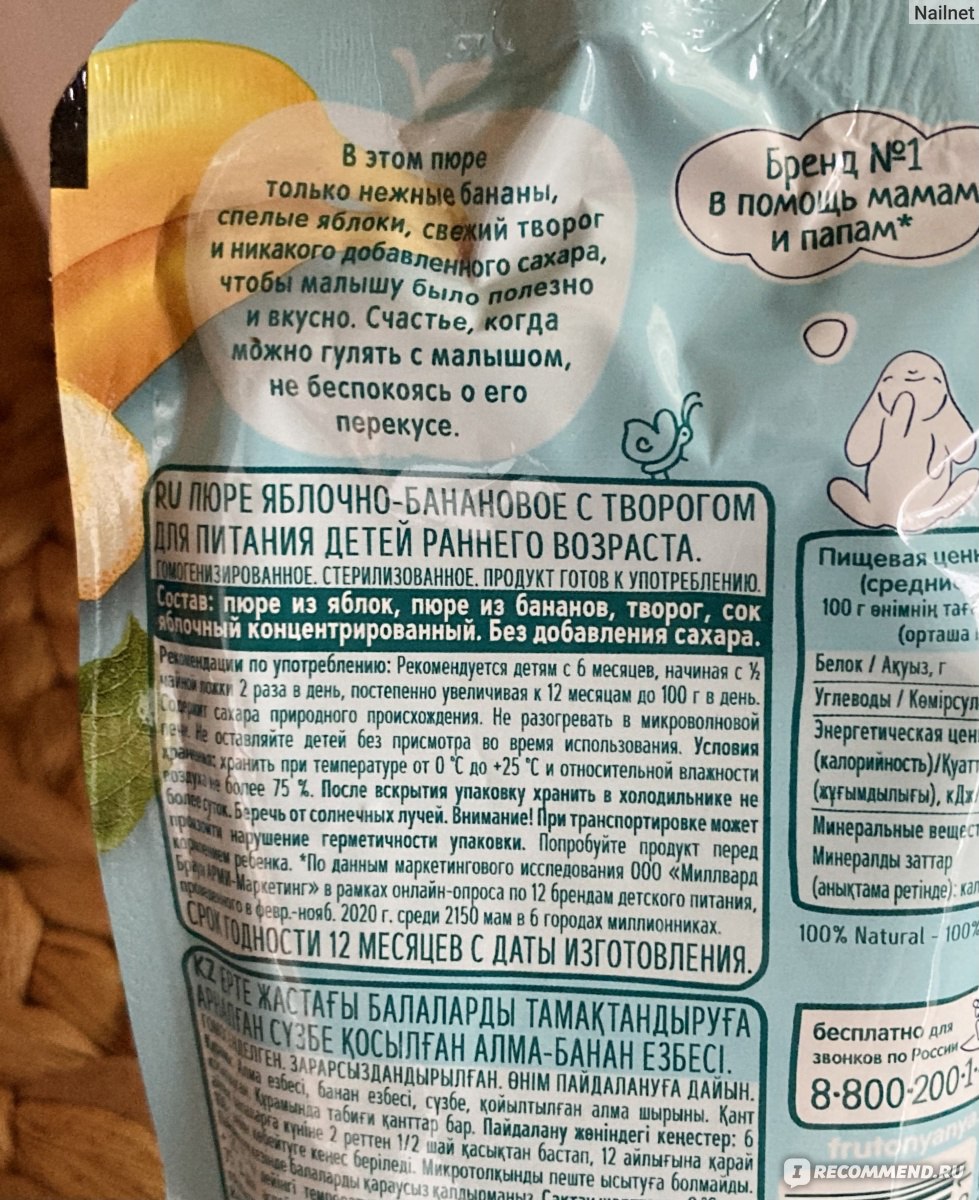 Nailnet
В этом пюре
только нежные бананы,
спелые яблоки, свежий творог
и никакого добавленного сахара,
чтобы малышу было полезно
и вкусно. Счастье, когда
можно гулять с малышом,
не беспокоясь о его
перекусе.
Бренд №1
в помощь мамам
и папам*
RU ПЮРЕ ЯБЛОЧНО-БАНАНОВОЕ С ТВОРОГОМ
ДЛЯ ПИТАНИЯ ДЕТЕЙ РАННЕГО ВОЗРАСТА.
ГОМОГЕНИЗИРОВАННОЕ. СТЕРИЛИЗОВАННОЕ. ПРОДУКТ ГОТОВ К УПОТРЕБЛЕНИЮ.
Состав: пюре из яблок, пюре из бананов, творог, сок
яблочный концентрированный. Без добавления сахара.
Рекомендации по употреблению: Рекомендуется детям с 6 месяцев, начиная с ½
чайной ложки 2 раза в день, постепенно увеличивая к 12 месяцам до 100 г в день.
Содержит сахара природного происхождения. Не разогревать в микроволновой
печи. Не оставляйте детей без присмотра во время использования. Условия
хранения: хранить при температуре от 0 °С до +25 °С и относительной влажности
воздуха не более 75 %. После вскрытия упаковку хранить в холодильнике не
более суток. Беречь от солнечных лучей. Внимание! При транспортировке может
произойти нарушение герметичности упаковки. Попробуйте продукт перед
кормлением ребенка. *По данным маркетингового исследования ООО «Миллвард
Браун АРМИ-Маркетинг» в рамках онлайн-опроса по 12 брендам детского питания,
проведенного в февр.-нояб. 2020 г. среди 2150 мам в 6 городах миллионниках.
СРОК ГОДНОСТИ 12 МЕСЯЦЕВ С ДАТЫ ИЗГОТОВЛЕНИЯ.
KZ ЕРТЕ ЖАСТАҒЫ БАЛАЛАРДЫ ТАМАҚТАНДЫРУҒА
АРНАЛҒАН СҮЗБЕ ҚОСЫЛҒАН АЛМА-БАНАН ЕЗБЕСІ.
ЗАРАРСЫЗДАНДЫРЫЛҒАН. ӨНІМ ПАЙДАЛАНУҒА ДАЙЫН.
Алма езбесі, банан езбесі, сүзбе, қойылтылған алма шырыны. Қант
Құрамында табиғи қанттар бар. Пайдалану жөніндегі кеңестер: 6
күніне 2 реттен 1/2 шай қасықтан бастап, 12 айлығына қарай
көбейтуге кеңес беріледі. Микротолқынды пеште ысытуға болмайды.
балаларды қараусыз қалдырмаңыз.
Пищевая цен
(средни
100 г өнімнің тағ
(орташа
Белок / Ақуыз, г
Углеводы / Көмірсул
Энергетическая цен
(калорийность)/Қуат
(жұғымдылығы), кДж
Минеральные вещест
Минералды заттар
(анықтама ретінде): кал
100% Natural - 100%
бесплатно для
звонков по России
8-800-200-1-
frutonyanya
IRECOMMEND.RU